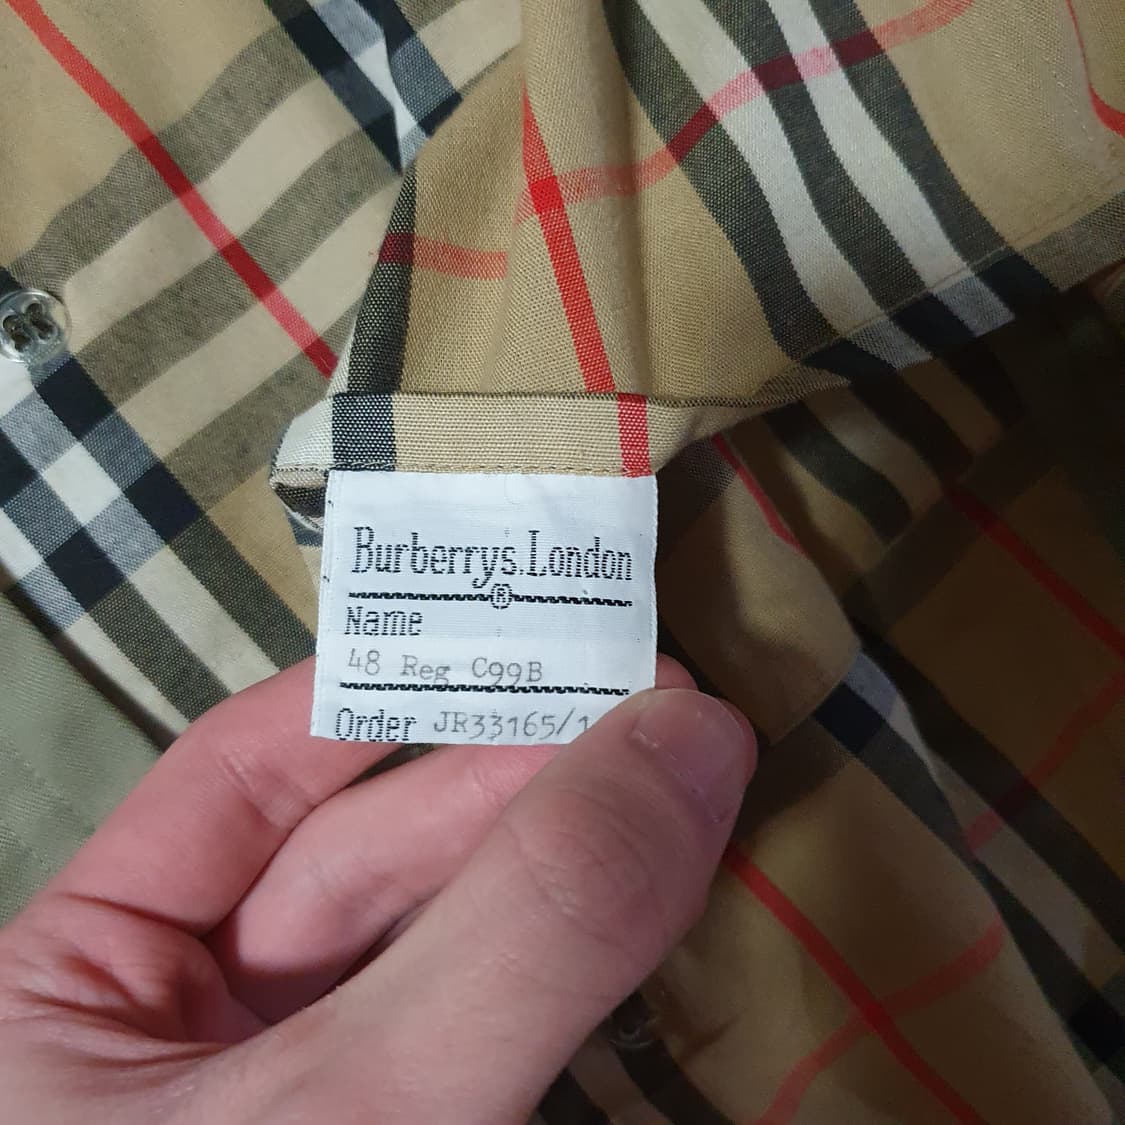 Burberrys.London
®
Name
48 Reg C99B
Order JR33165/1